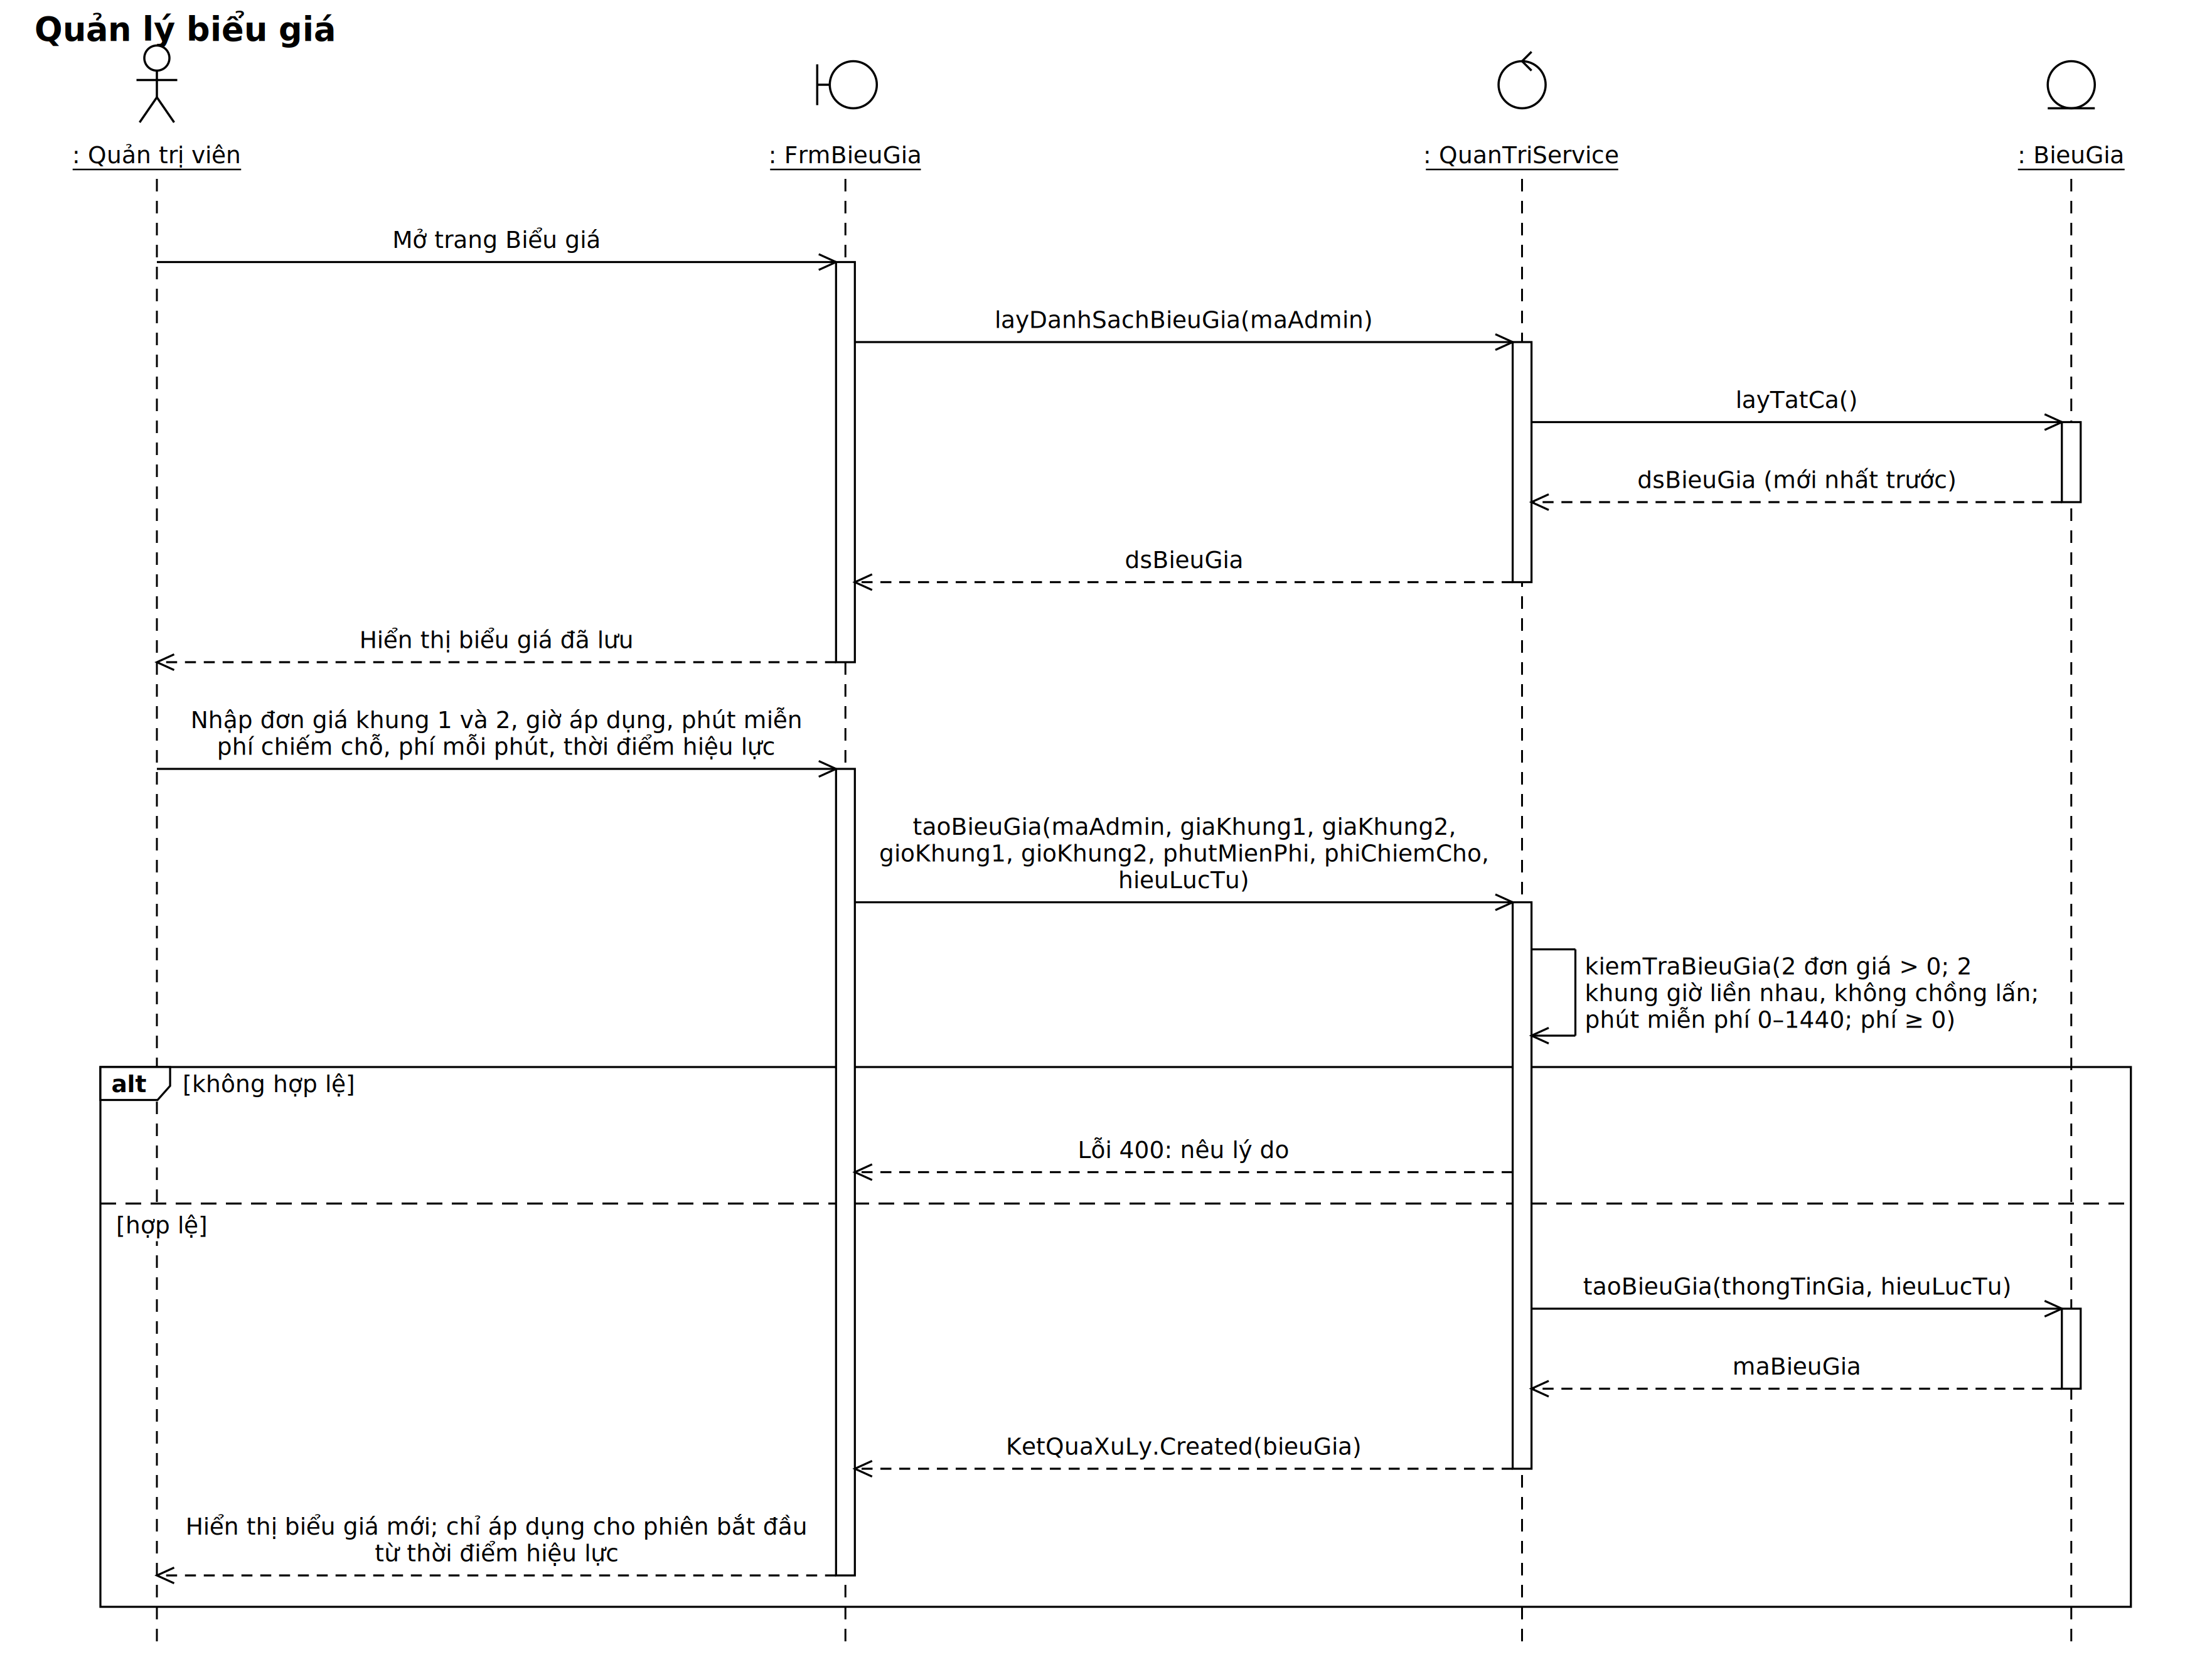 Quản lý biểu giá
: Quản trị viên
: FrmBieuGia
: QuanTriService
: BieuGia
Mở trang Biểu giá
layDanhSachBieuGia(maAdmin)
layTatCa()
dsBieuGia (mới nhất trước)
dsBieuGia
Hiển thị biểu giá đã lưu
Nhập đơn giá khung 1 và 2, giờ áp dụng, phút miễn
phí chiếm chỗ, phí mỗi phút, thời điểm hiệu lực
taoBieuGia(maAdmin, giaKhung1, giaKhung2,
gioKhung1, gioKhung2, phutMienPhi, phiChiemCho,
hieuLucTu)
kiemTraBieuGia(2 đơn giá > 0; 2
khung giờ liền nhau, không chồng lấn;
phút miễn phí 0–1440; phí ≥ 0)
alt [không hợp lệ]
Lỗi 400: nêu lý do
[hợp lệ]
taoBieuGia(thongTinGia, hieuLucTu)
maBieuGia
KetQuaXuLy.Created(bieuGia)
Hiển thị biểu giá mới; chỉ áp dụng cho phiên bắt đầu
từ thời điểm hiệu lực